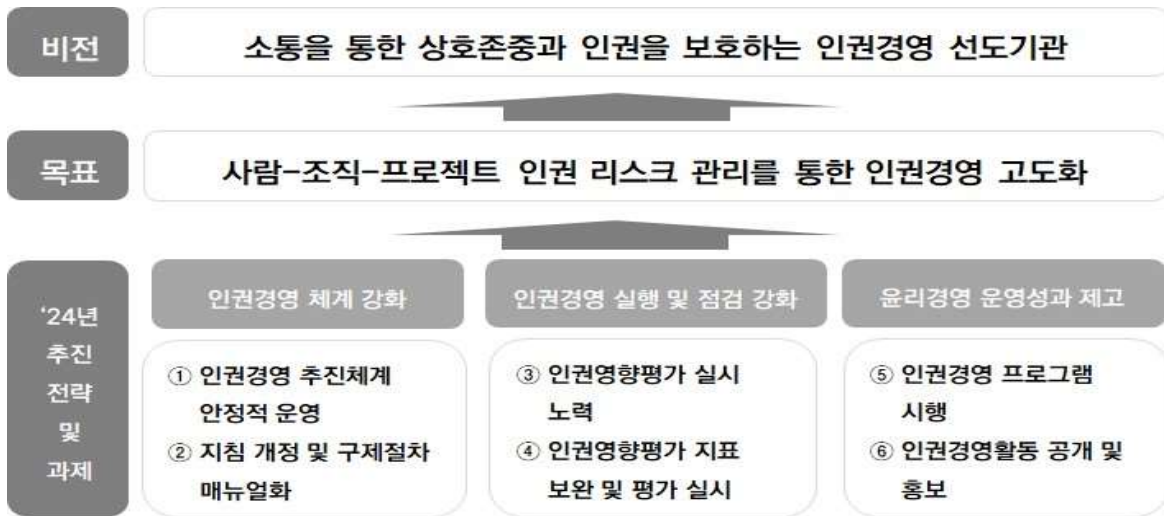 비전
소통을 통한 상호존중과 인권을 보호하는 인권경영 선도기관
목표
사람-조직-프로젝트 인권 리스크 관리를 통한 인권경영 고도화
‘24년
추진
전략
및
과제
인권경영 체계 강화
① 인권경영 추진체계
안정적 운영
② 지침 개정 및 구제절차
매뉴얼화
인권경영 실행 및 점검 강화
③ 인권영향평가 실시
노력
④ 인권영향평가 지표
보완 및 평가 실시
윤리경영 운영성과 제고
⑤ 인권경영 프로그램
시행
⑥ 인권경영활동 공개 및
홍보